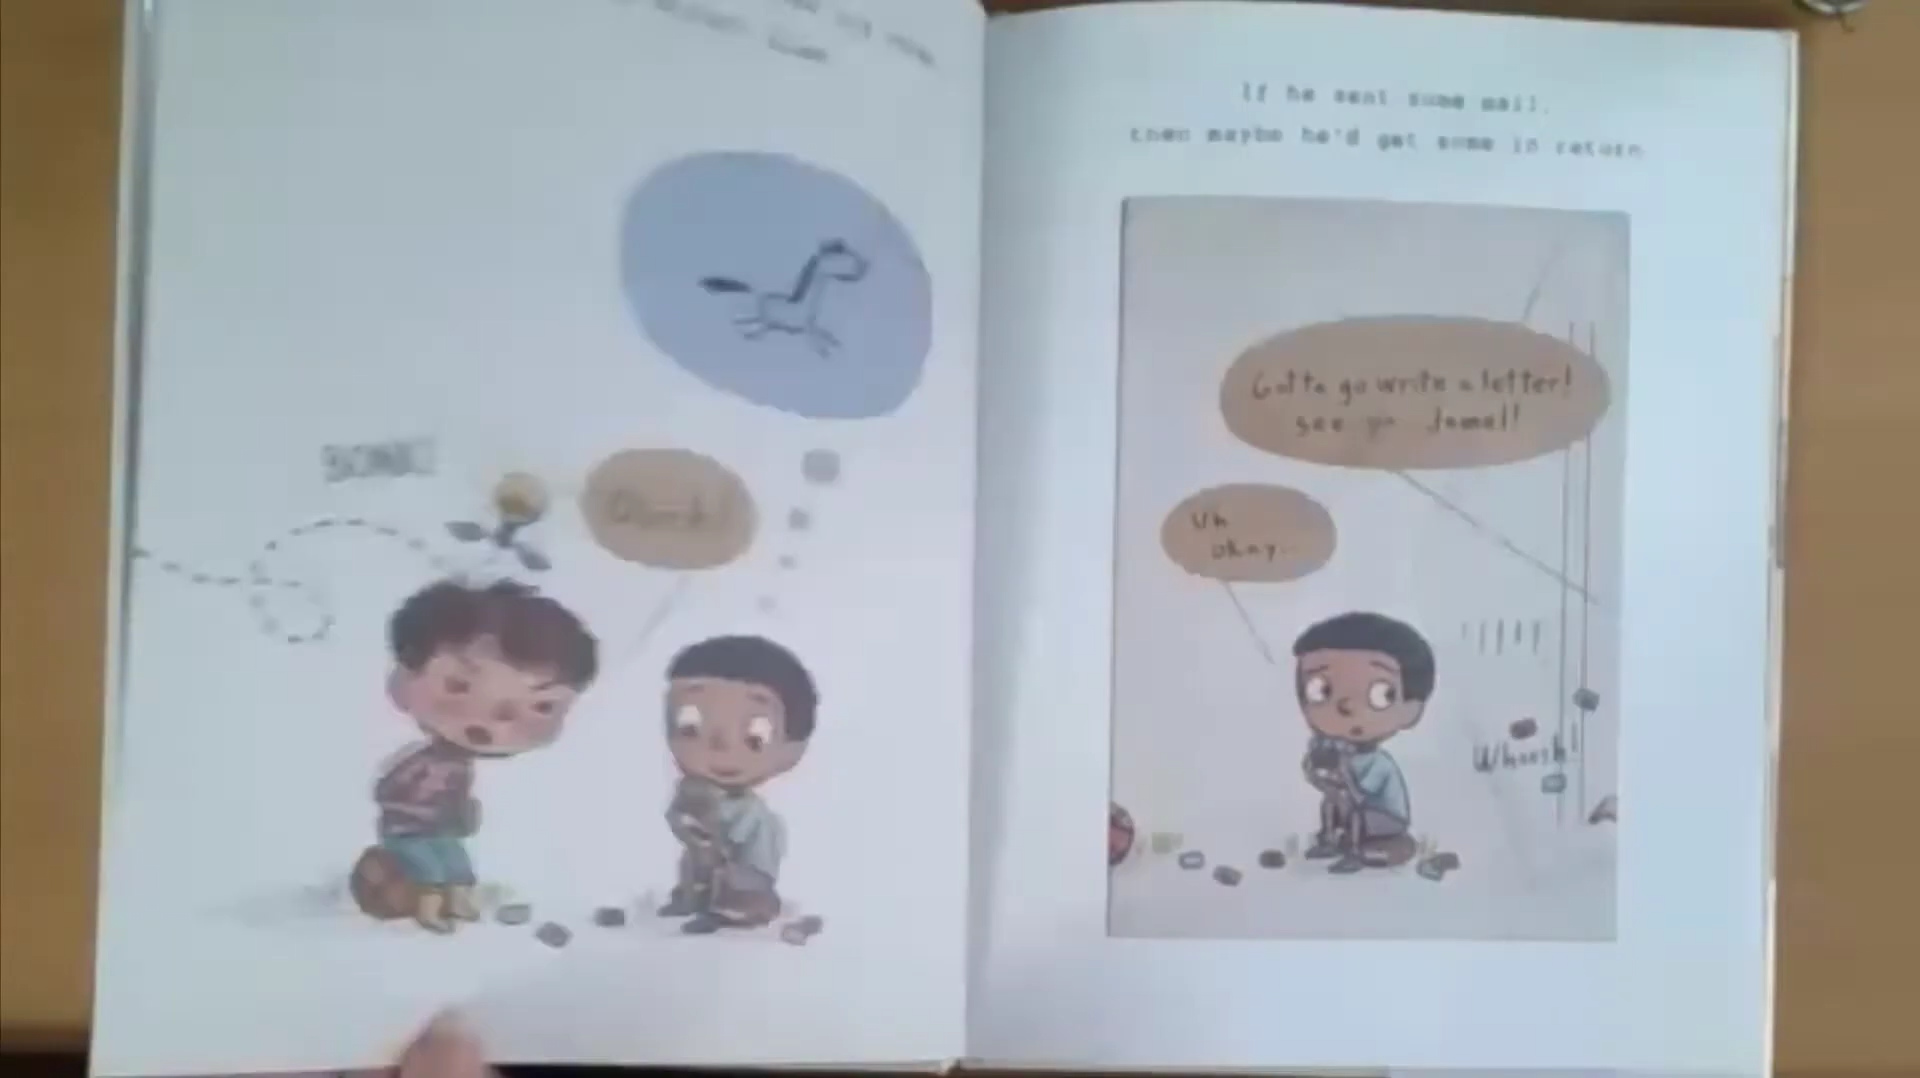 If he sent some mail,
then maybe he'd get some in return
BONK!
Gotta go write a letter!
see ya Jamal!
Uh
okay...
Whoosh!